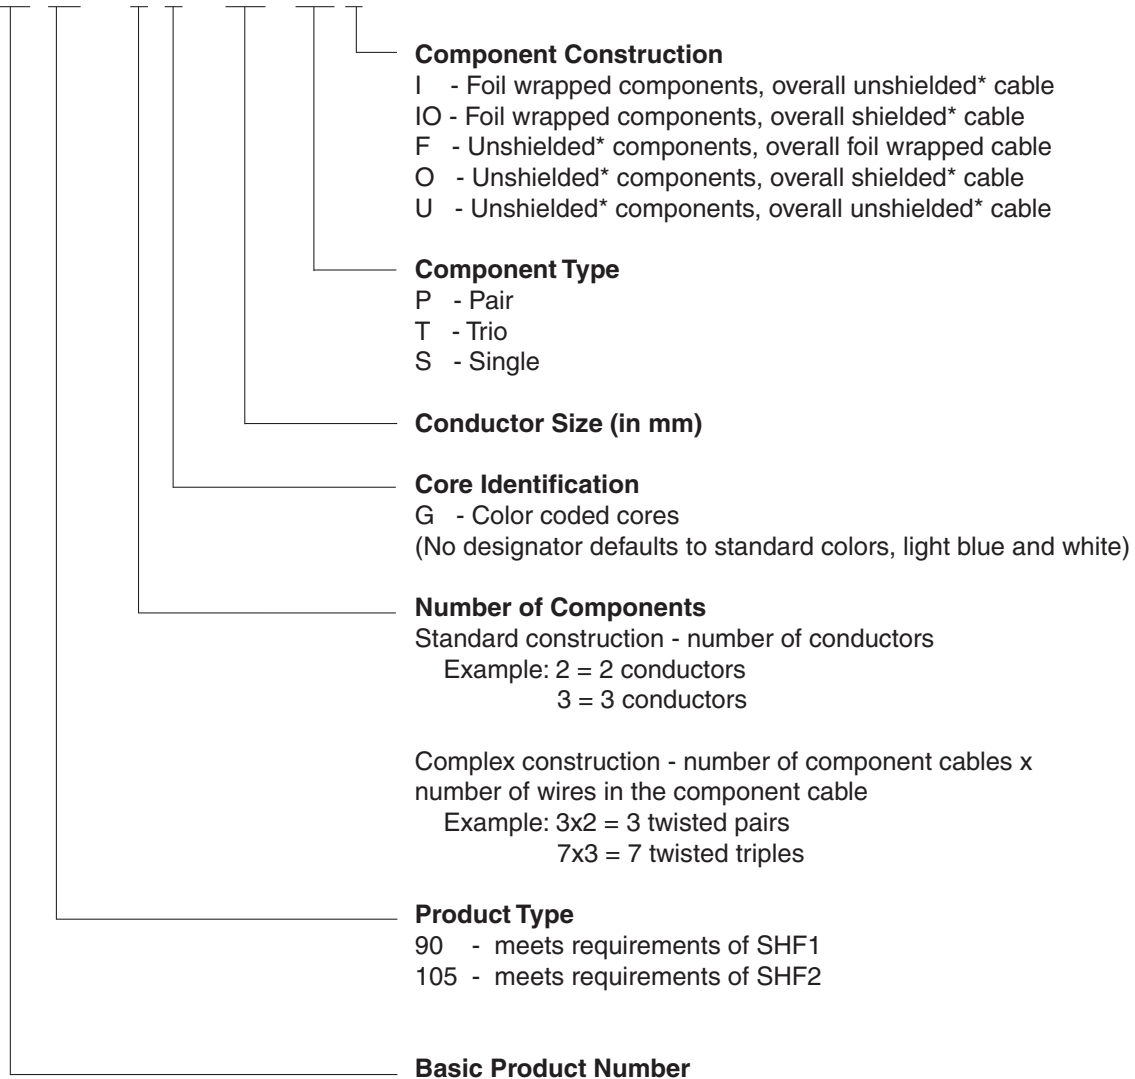 Component Construction
I - Foil wrapped components, overall unshielded* cable
IO - Foil wrapped components, overall shielded* cable
F - Unshielded* components, overall foil wrapped cable
O - Unshielded* components, overall shielded* cable
U - Unshielded* components, overall unshielded* cable
Component Type
P - Pair
T - Trio
S - Single
Conductor Size (in mm)
Core Identification
G - Color coded cores
(No designator defaults to standard colors, light blue and white)
Number of Components
Standard construction - number of conductors
Example: 2 = 2 conductors
3 = 3 conductors
Complex construction - number of component cables x
number of wires in the component cable
Example: 3x2 = 3 twisted pairs
7x3 = 7 twisted triples
Product Type
90 - meets requirements of SHF1
105 - meets requirements of SHF2
Basic Product Number